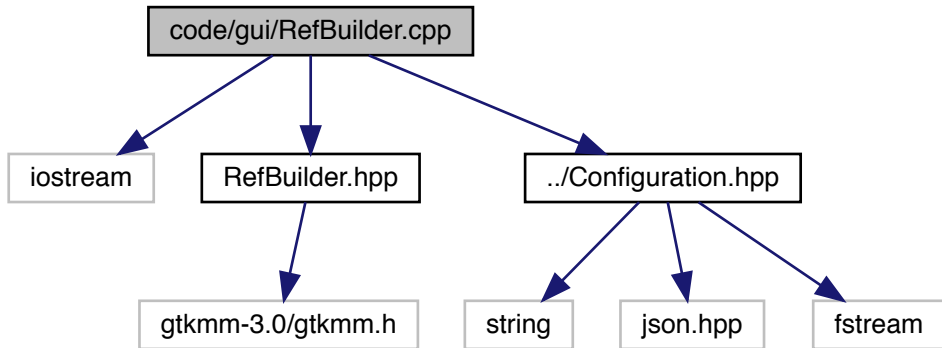 code/gui/RefBuilder.cpp
iostream
RefBuilder.hpp
../Configuration.hpp
gtkmm-3.0/gtkmm.h
string
json.hpp
fstream